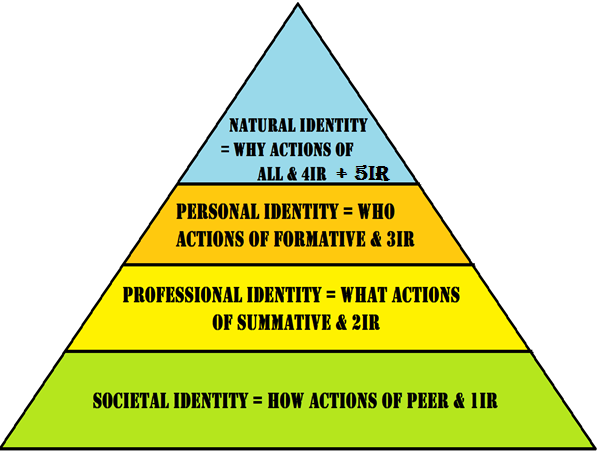 NATURAL IDENTITY
= WHY ACTIONS OF
ALL & 4IR + 5IR
PERSONAL IDENTITY = WHO
ACTIONS OF FORMATIVE & 3IR
PROFESSIONAL IDENTITY = WHAT ACTIONS
OF SUMMATIVE & 2IR
SOCIETAL IDENTITY = HOW ACTIONS OF PEER & 1IR